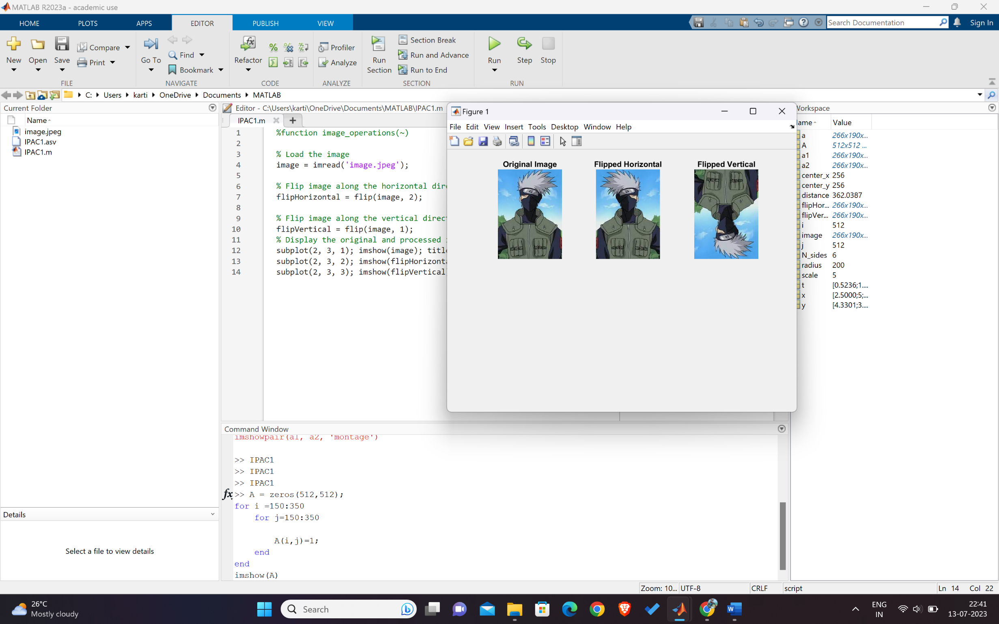 MATLAB R2023a - academic use
HOME PLOTS APPS EDITOR PUBLISH VIEW Search Documentation Sign In
New Open Save Compare Print
FILE
Go To Find Bookmark
NAVIGATE
Refactor
CODE
Profiler Analyze
ANALYZE
Run Section Section Break Run and Advance Run to End
SECTION
Run Step Stop
RUN
C: Users karti OneDrive Documents MATLAB
Current Folder
Name
image.jpeg
IPAC1.asv
IPAC1.m
Details
Select a file to view details
Editor - C:\Users\karti\OneDrive\Documents\MATLAB\IPAC1.m
IPAC1.m
1 %function image_operations(~)
2
3 % Load the image
4 image = imread('image.jpeg');
5
6 % Flip image along the horizontal dir
7 flipHorizontal = flip(image, 2);
8
9 % Flip image along the vertical direc
10 flipVertical = flip(image, 1);
11 % Display the original and processed
12 subplot(2, 3, 1); imshow(image); titl
13 subplot(2, 3, 2); imshow(flipHorizont
14 subplot(2, 3, 3); imshow(flipVertical
Figure 1
File Edit View Insert Tools Desktop Window Help
Original Image Flipped Horizontal Flipped Vertical
Workspace
ame Value
a 266x190x...
A 512x512 ...
a1 266x190x...
a2 266x190x...
center_x 256
center_y 256
distance 362.0387
flipHor... 266x190x...
flipVer... 266x190x...
i 512
image 266x190x...
j 512
N_sides 6
radius 200
scale 5
t [0.5236;1....
x [2.5000;5;...
y [4.3301;3....
Command Window
imshowpair(a1, a2, 'montage')
>> IPAC1
>> IPAC1
>> IPAC1
fx >> A = zeros(512,512);
for i =150:350
for j=150:350
A(i,j)=1;
end
end
imshow(A)
Zoom: 10... UTF-8 CRLF script Ln 14 Col 22
26°C
Mostly cloudy
Search
ENG
IN
22:41
13-07-2023